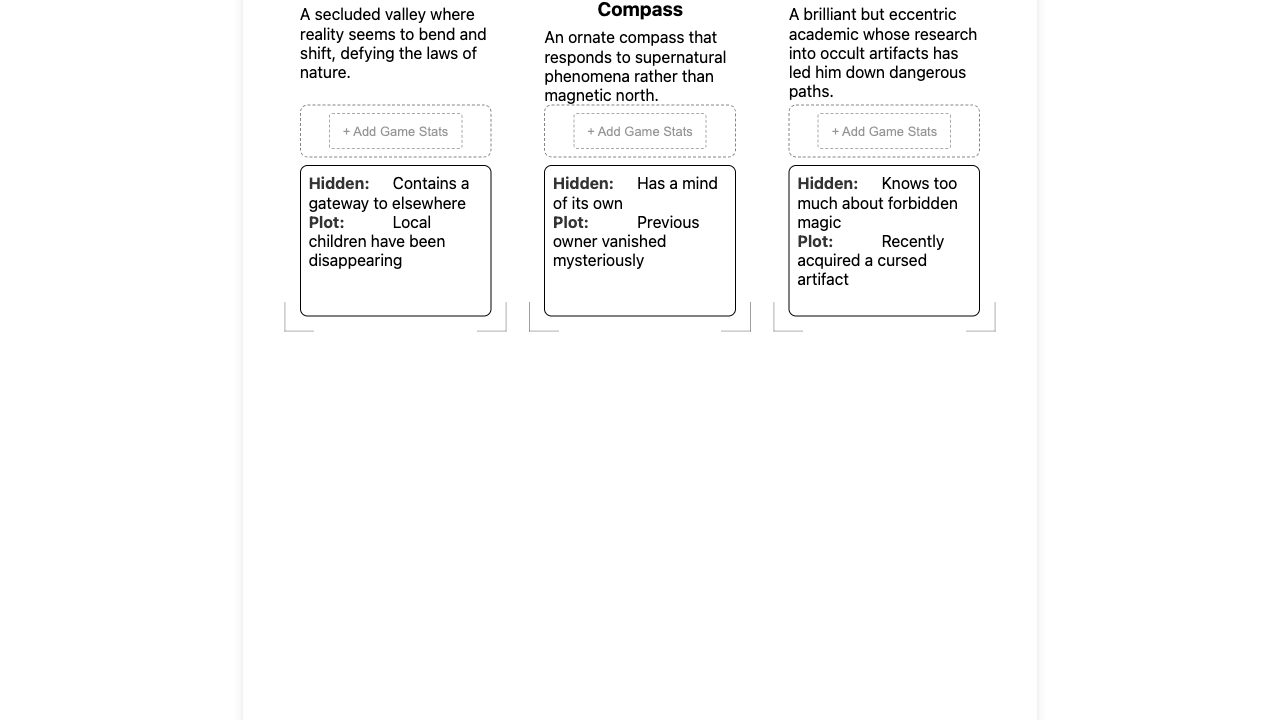 A secluded valley where
reality seems to bend and
shift, defying the laws of
nature.
+ Add Game Stats
Hidden: Contains a
gateway to elsewhere
Plot: Local
children have been
disappearing
Compass
An ornate compass that
responds to supernatural
phenomena rather than
magnetic north.
+ Add Game Stats
Hidden: Has a mind
of its own
Plot: Previous
owner vanished
mysteriously
A brilliant but eccentric
academic whose research
into occult artifacts has
led him down dangerous
paths.
+ Add Game Stats
Hidden: Knows too
much about forbidden
magic
Plot: Recently
acquired a cursed
artifact